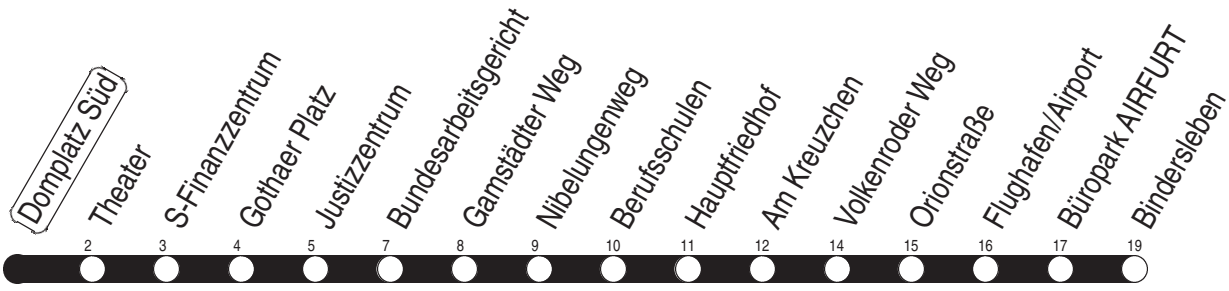 Domplatz Süd
Theater
S-Finanzzentrum
Gothaer Platz
Justizzentrum
Bundesarbeitsgericht
Gamstädter Weg
Nibelungenweg
Berufsschulen
Hauptfriedhof
Am Kreuzchen
Volkenroder Weg
Orionstraße
Flughafen/Airport
Büropark AIRFURT
Bindersleben
2 3 4 5 7 8 9 10 11 12 14 15 16 17 19